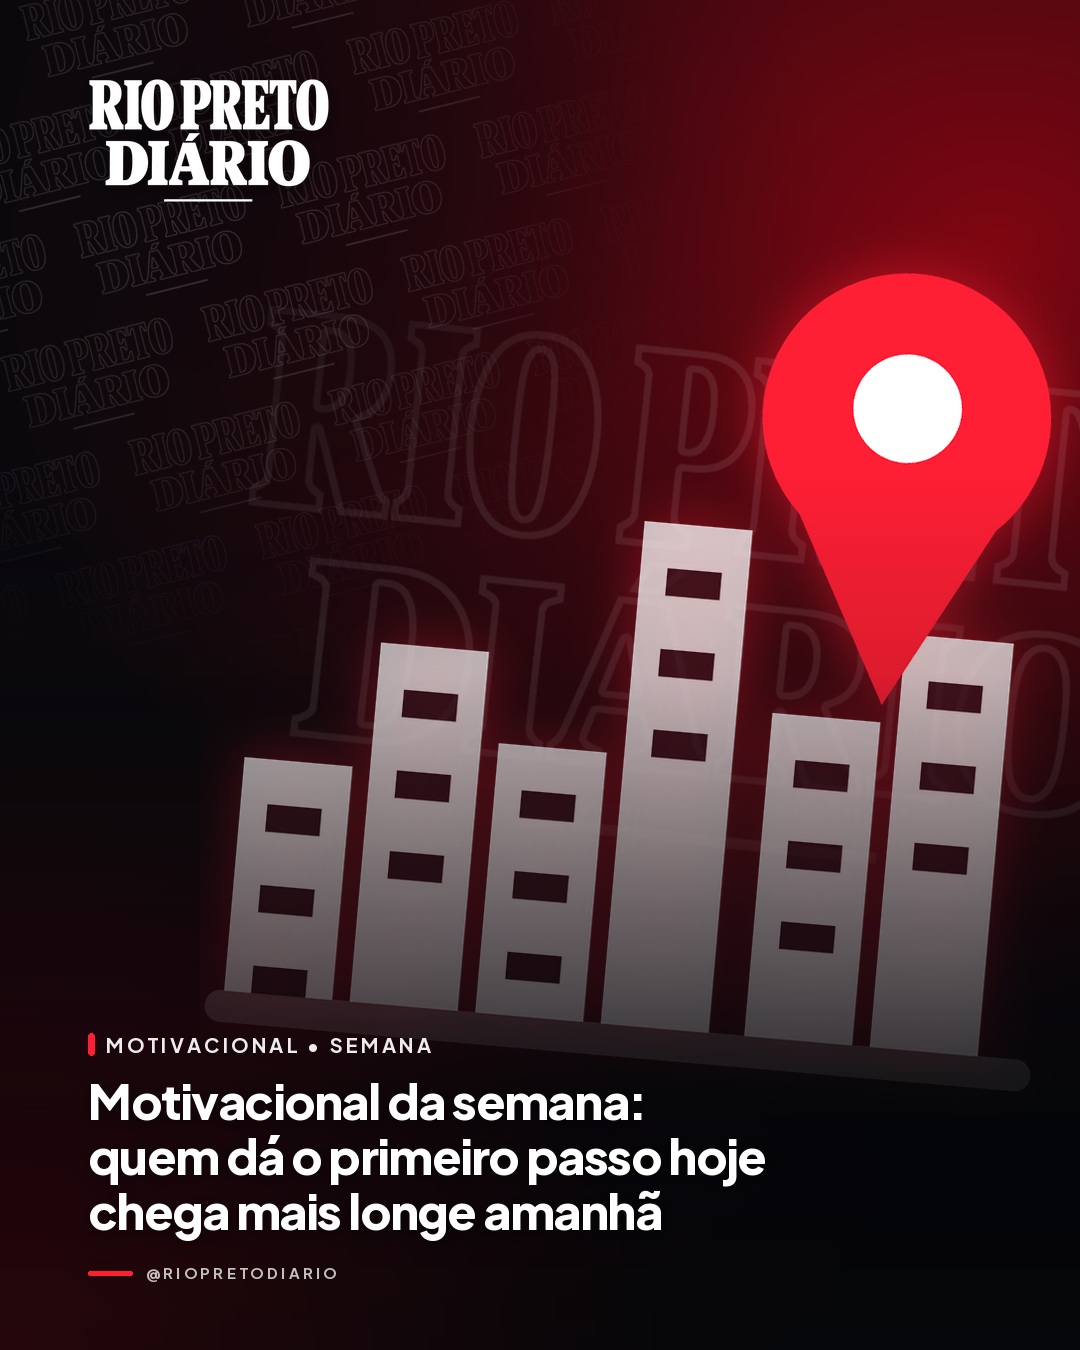 RIO PRETO
DIÁRIO
MOTIVACIONAL • SEMANA
Motivacional da semana:
quem dá o primeiro passo hoje
chega mais longe amanhã
@RIOPRETODIARIO